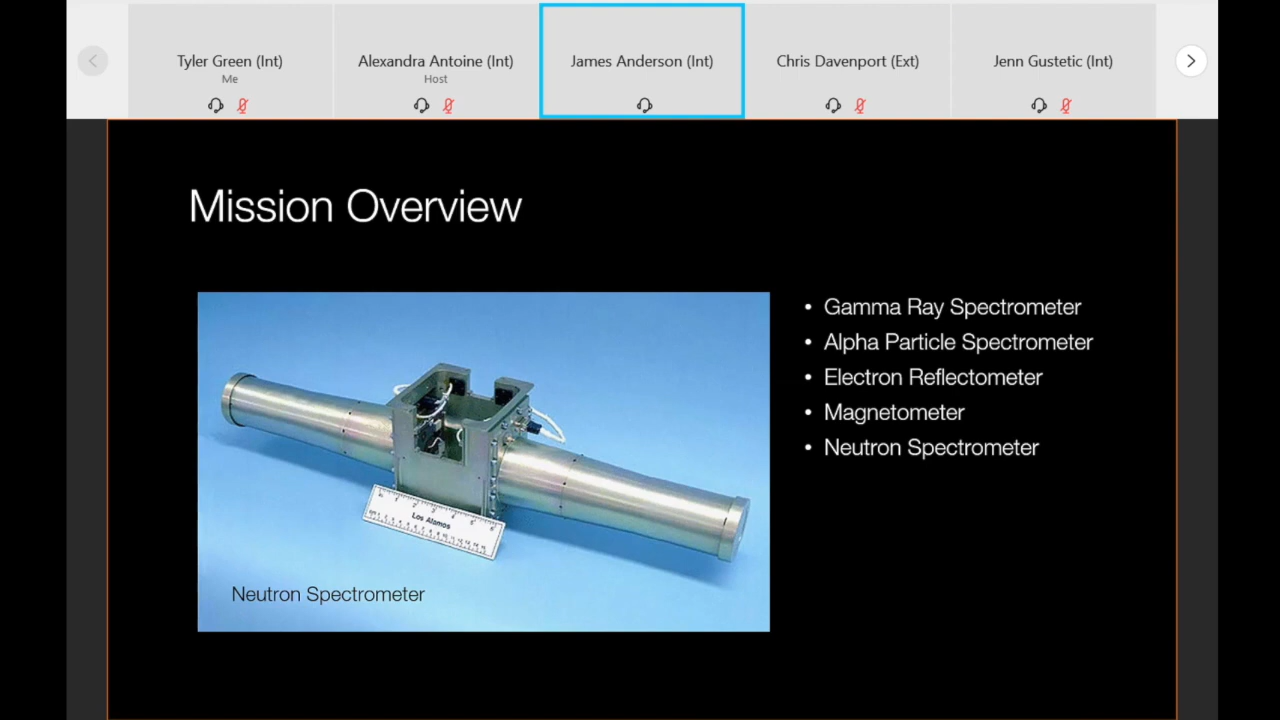 Tyler Green (Int)
Me
Alexandra Antoine (Int)
Host
James Anderson (Int)
Chris Davenport (Ext)
Jenn Gustetic (Int)
Mission Overview
• Gamma Ray Spectrometer
• Alpha Particle Spectrometer
• Electron Reflectometer
• Magnetometer
• Neutron Spectrometer
Los Alamos
Neutron Spectrometer